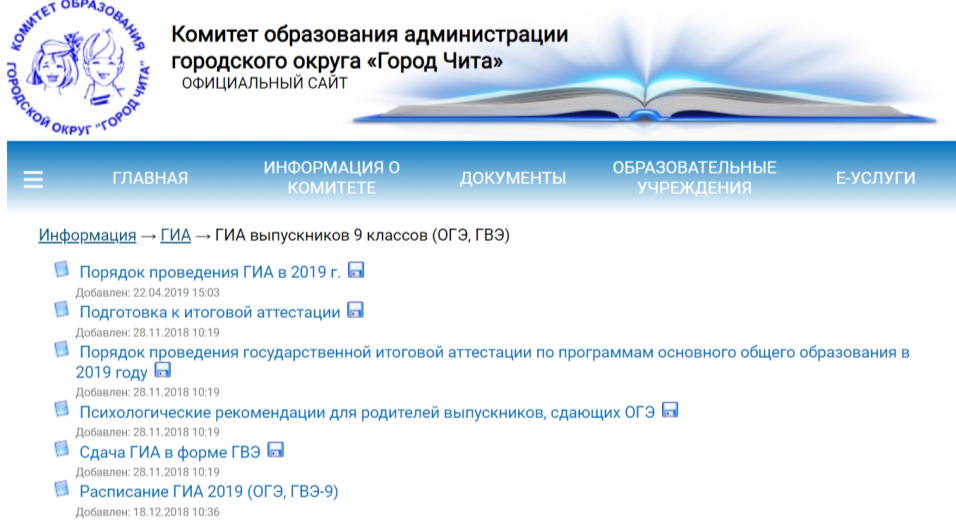 КОМИТЕТ ОБРАЗОВАНИЯ
ГОРОДСКОЙ ОКРУГ "ГОРОД ЧИТА"
Комитет образования администрации
городского округа «Город Чита»
ОФИЦИАЛЬНЫЙ САЙТ
ГЛАВНАЯ
ИНФОРМАЦИЯ О
КОМИТЕТЕ
ДОКУМЕНТЫ
ОБРАЗОВАТЕЛЬНЫЕ
УЧРЕЖДЕНИЯ
Е-УСЛУГИ
Информация → ГИА → ГИА выпускников 9 классов (ОГЭ, ГВЭ)
Порядок проведения ГИА в 2019 г.
Добавлен: 22.04.2019 15:03
Подготовка к итоговой аттестации
Добавлен: 28.11.2018 10:19
Порядок проведения государственной итоговой аттестации по программам основного общего образования в
2019 году
Добавлен: 28.11.2018 10:19
Психологические рекомендации для родителей выпускников, сдающих ОГЭ
Добавлен: 28.11.2018 10:19
Сдача ГИА в форме ГВЭ
Добавлен: 28.11.2018 10:19
Расписание ГИА 2019 (ОГЭ, ГВЭ-9)
Добавлен: 18.12.2018 10:36